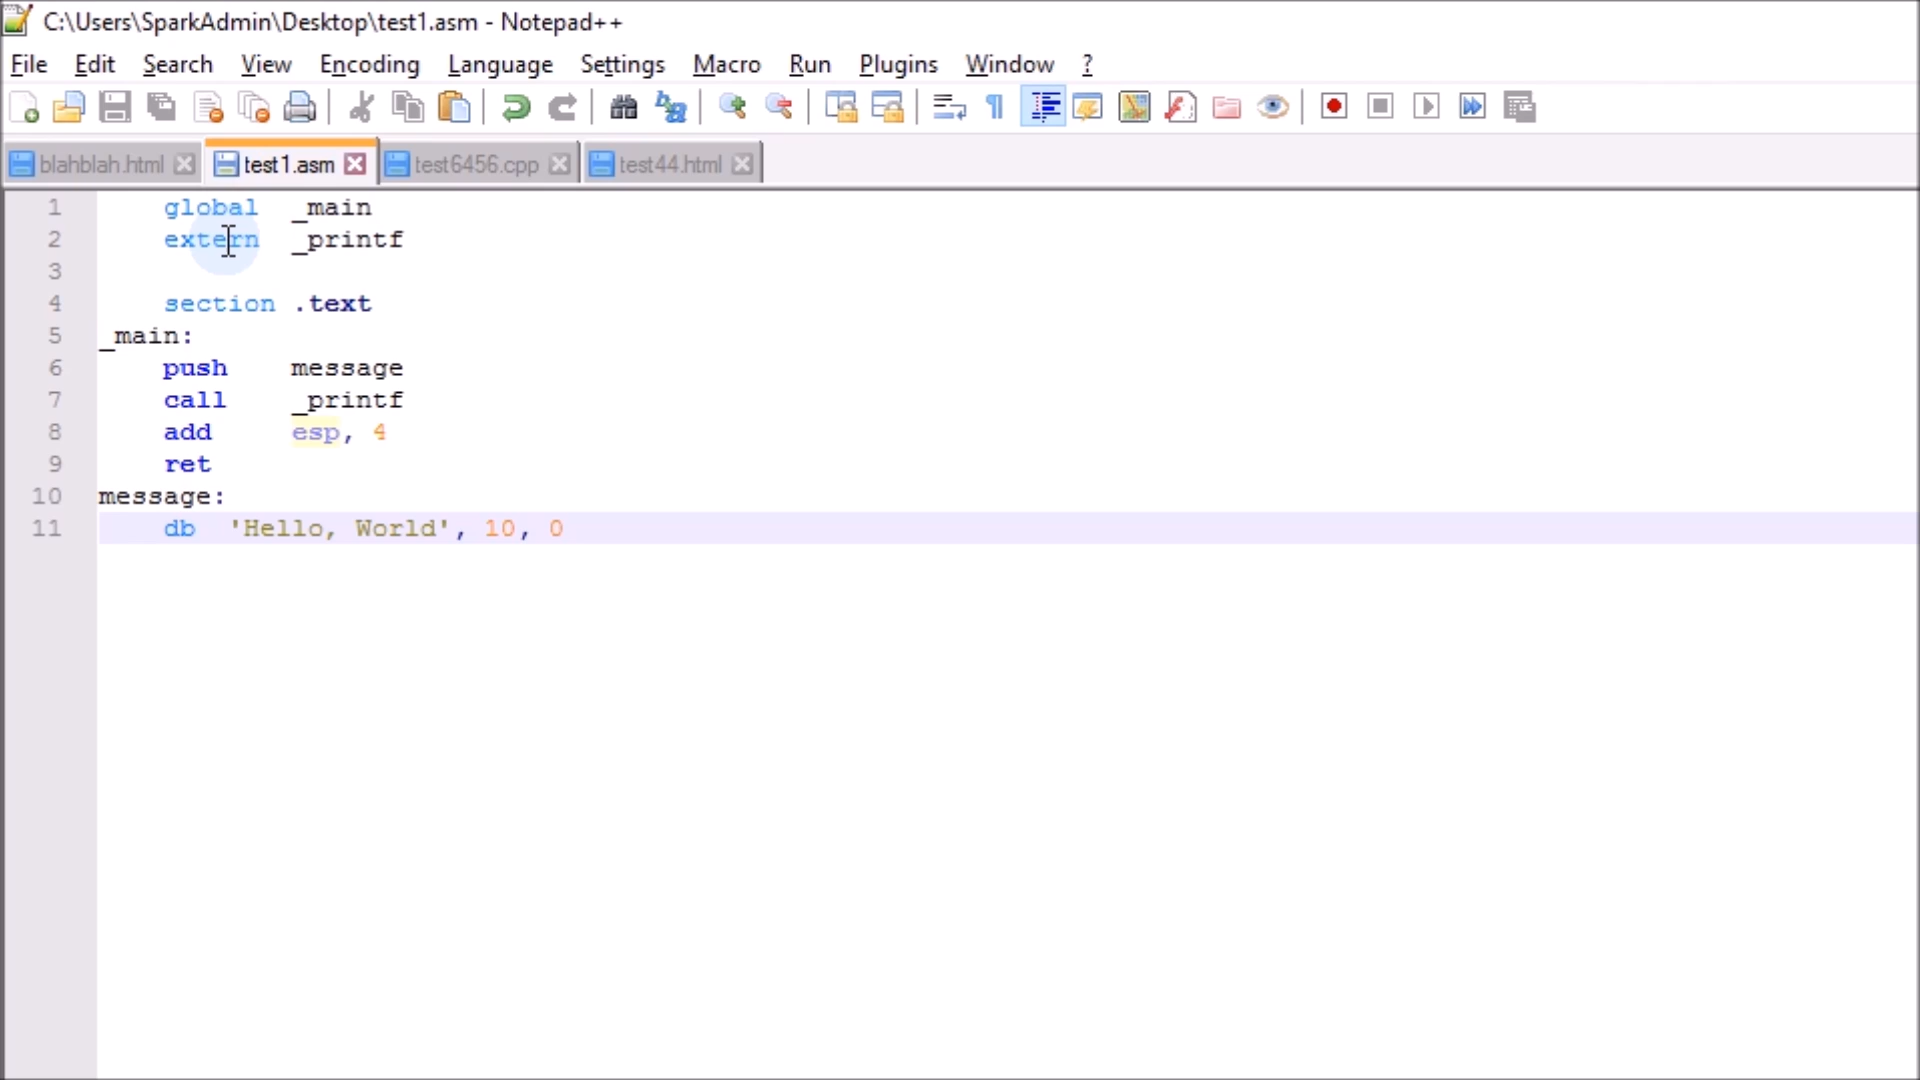 C:\Users\SparkAdmin\Desktop\test1.asm - Notepad++
File Edit Search View Encoding Language Settings Macro Run Plugins Window ?
blahblah.html test1.asm test6456.cpp test44.html
1 global _main
2 extern _printf
3
4 section .text
5 _main:
6 push message
7 call _printf
8 add esp, 4
9 ret
10 message:
11 db 'Hello, World', 10, 0